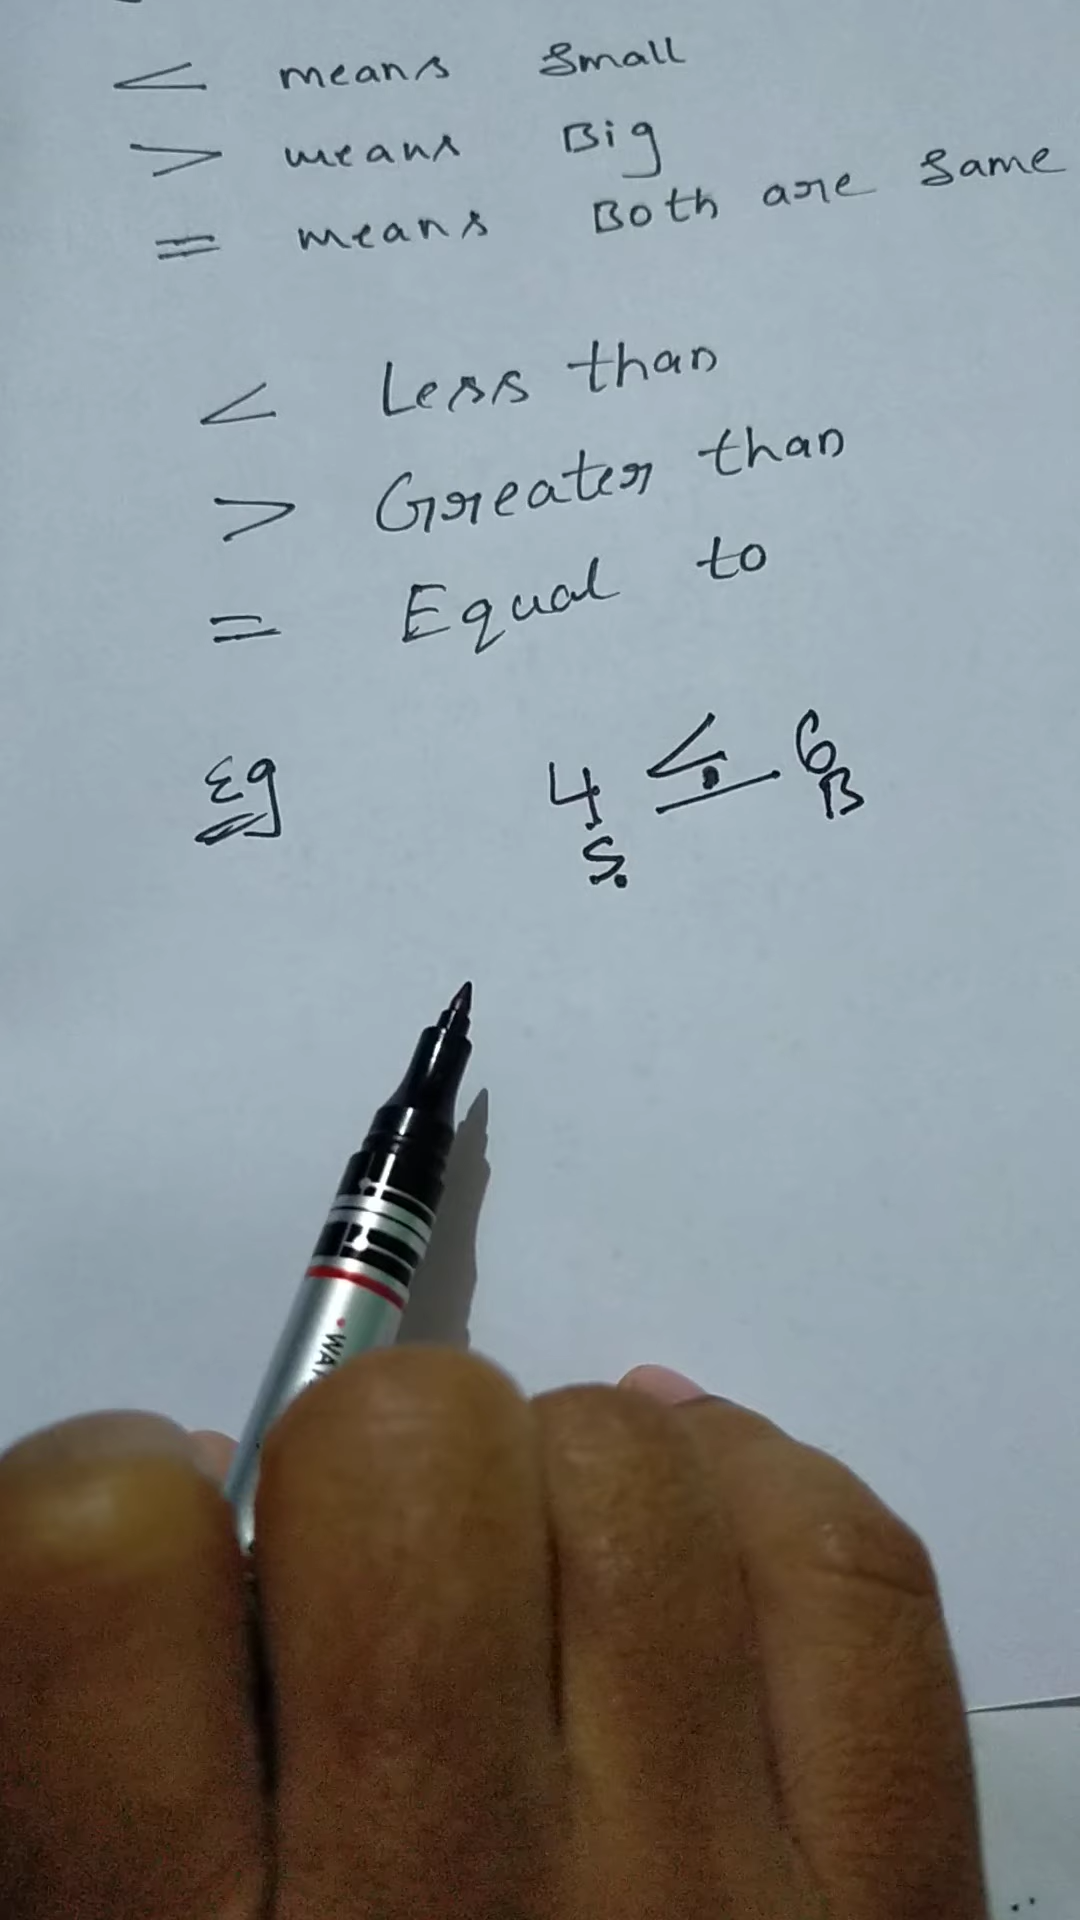 < means Small
> means Big
= means Both are Same
< Less than
> Greater than
= Equal to
Eg 4 < 6
S. B